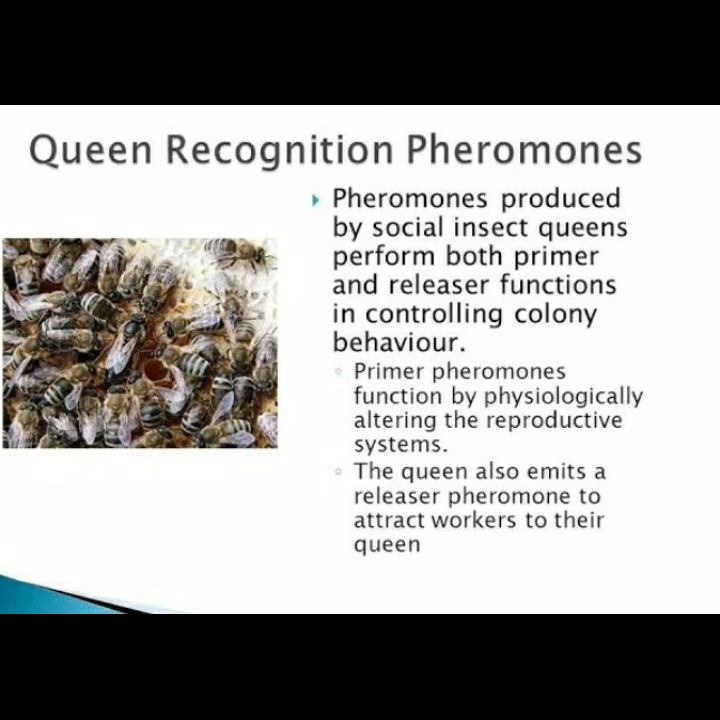 Queen Recognition Pheromones
Pheromones produced
by social insect queens
perform both primer
and releaser functions
in controlling colony
behaviour.
Primer pheromones
function by physiologically
altering the reproductive
systems.
The queen also emits a
releaser pheromone to
attract workers to their
queen